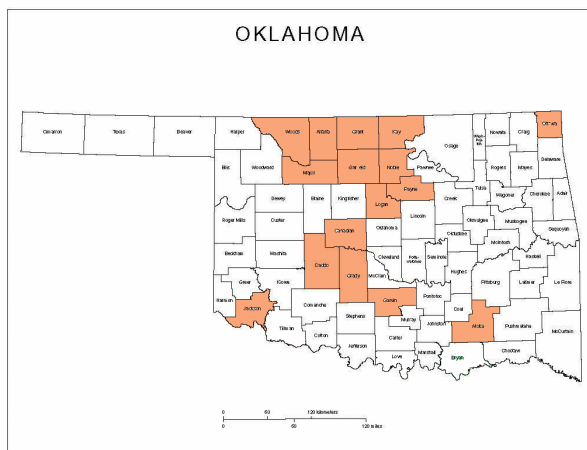 OKLAHOMA
Cimarron Texas Beaver Harper Woods Alfalfa Grant Kay Osage Nowata Craig Ottawa
Ellis Woodward Major Garfield Noble Pawnee Rogers Mayes Delaware
Dewey Blaine Kingfisher Logan Payne Creek Tulsa Wagoner Cherokee Adair
Roger Mills Custer Canadian Oklahoma Lincoln Okmulgee Muskogee Sequoyah
Beckham Washita Caddo Grady McClain Cleveland Seminole Okfuskee McIntosh Haskell
Greer Kiowa Hughes Pittsburg Latimer Le Flore
Harmon Jackson Comanche Stephens Garvin Pontotoc Coal Atoka Pushmataha McCurtain
Tillman Cotton Jefferson Carter Murray Johnston
Love Marshall Bryan Choctaw
0 60 120 kilometers
0 60 120 miles